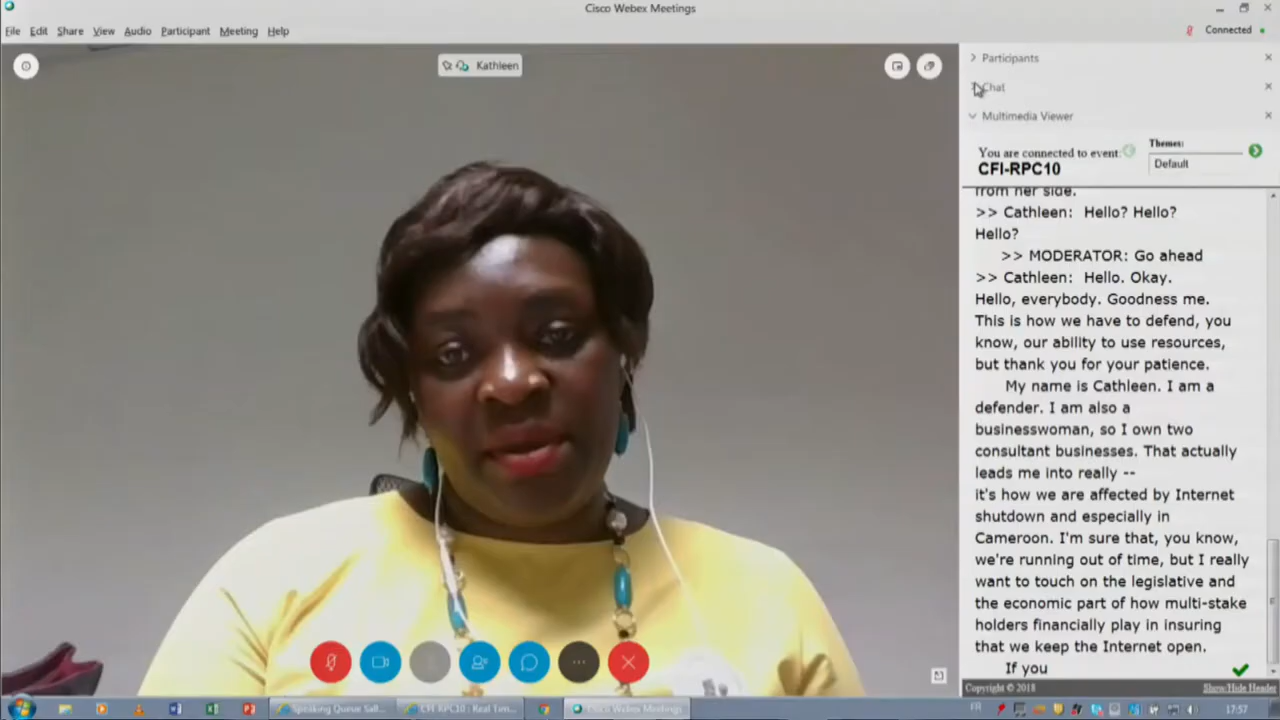 Cisco Webex Meetings
File Edit Share View Audio Participant Meeting Help
Connected
Kathleen
Participants
Chat
Multimedia Viewer
You are connected to event:
CFI-RPC10
Themes:
Default
from her side.
>> Cathleen: Hello? Hello?
Hello?
>> MODERATOR: Go ahead
>> Cathleen: Hello. Okay.
Hello, everybody. Goodness me.
This is how we have to defend, you
know, our ability to use resources,
but thank you for your patience.
My name is Cathleen. I am a
defender. I am also a
businesswoman, so I own two
consultant businesses. That actually
leads me into really --
it's how we are affected by Internet
shutdown and especially in
Cameroon. I'm sure that, you know,
we're running out of time, but I really
want to touch on the legislative and
the economic part of how multi-stake
holders financially play in insuring
that we keep the Internet open.
If you
Copyright © 2018
Show/Hide Header
Speaking Queue Sall...
CFI RPC10 : Real Tim...
Cisco Webex Meetings
FR
17:57